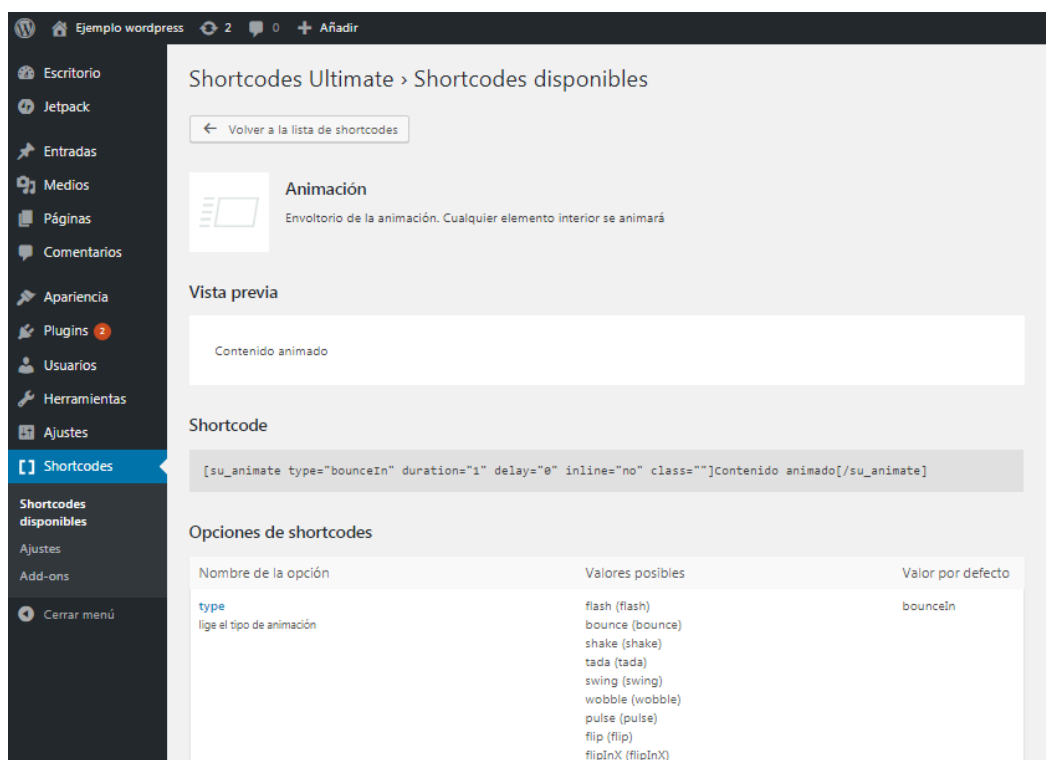 Ejemplo wordpress 2 0 Añadir
Escritorio
Jetpack
Entradas
Medios
Páginas
Comentarios
Apariencia
Plugins 2
Usuarios
Herramientas
Ajustes
[ ] Shortcodes
Shortcodes
disponibles
Ajustes
Add-ons
Cerrar menú
Shortcodes Ultimate › Shortcodes disponibles
← Volver a la lista de shortcodes
Animación
Envoltorio de la animación. Cualquier elemento interior se animará
Vista previa
Contenido animado
Shortcode
[su_animate type="bounceIn" duration="1" delay="0" inline="no" class=""]Contenido animado[/su_animate]
Opciones de shortcodes
Nombre de la opción Valores posibles Valor por defecto
type flash (flash) bounceIn
lige el tipo de animación bounce (bounce)
shake (shake)
tada (tada)
swing (swing)
wobble (wobble)
pulse (pulse)
flip (flip)
flipInX (flipInX)